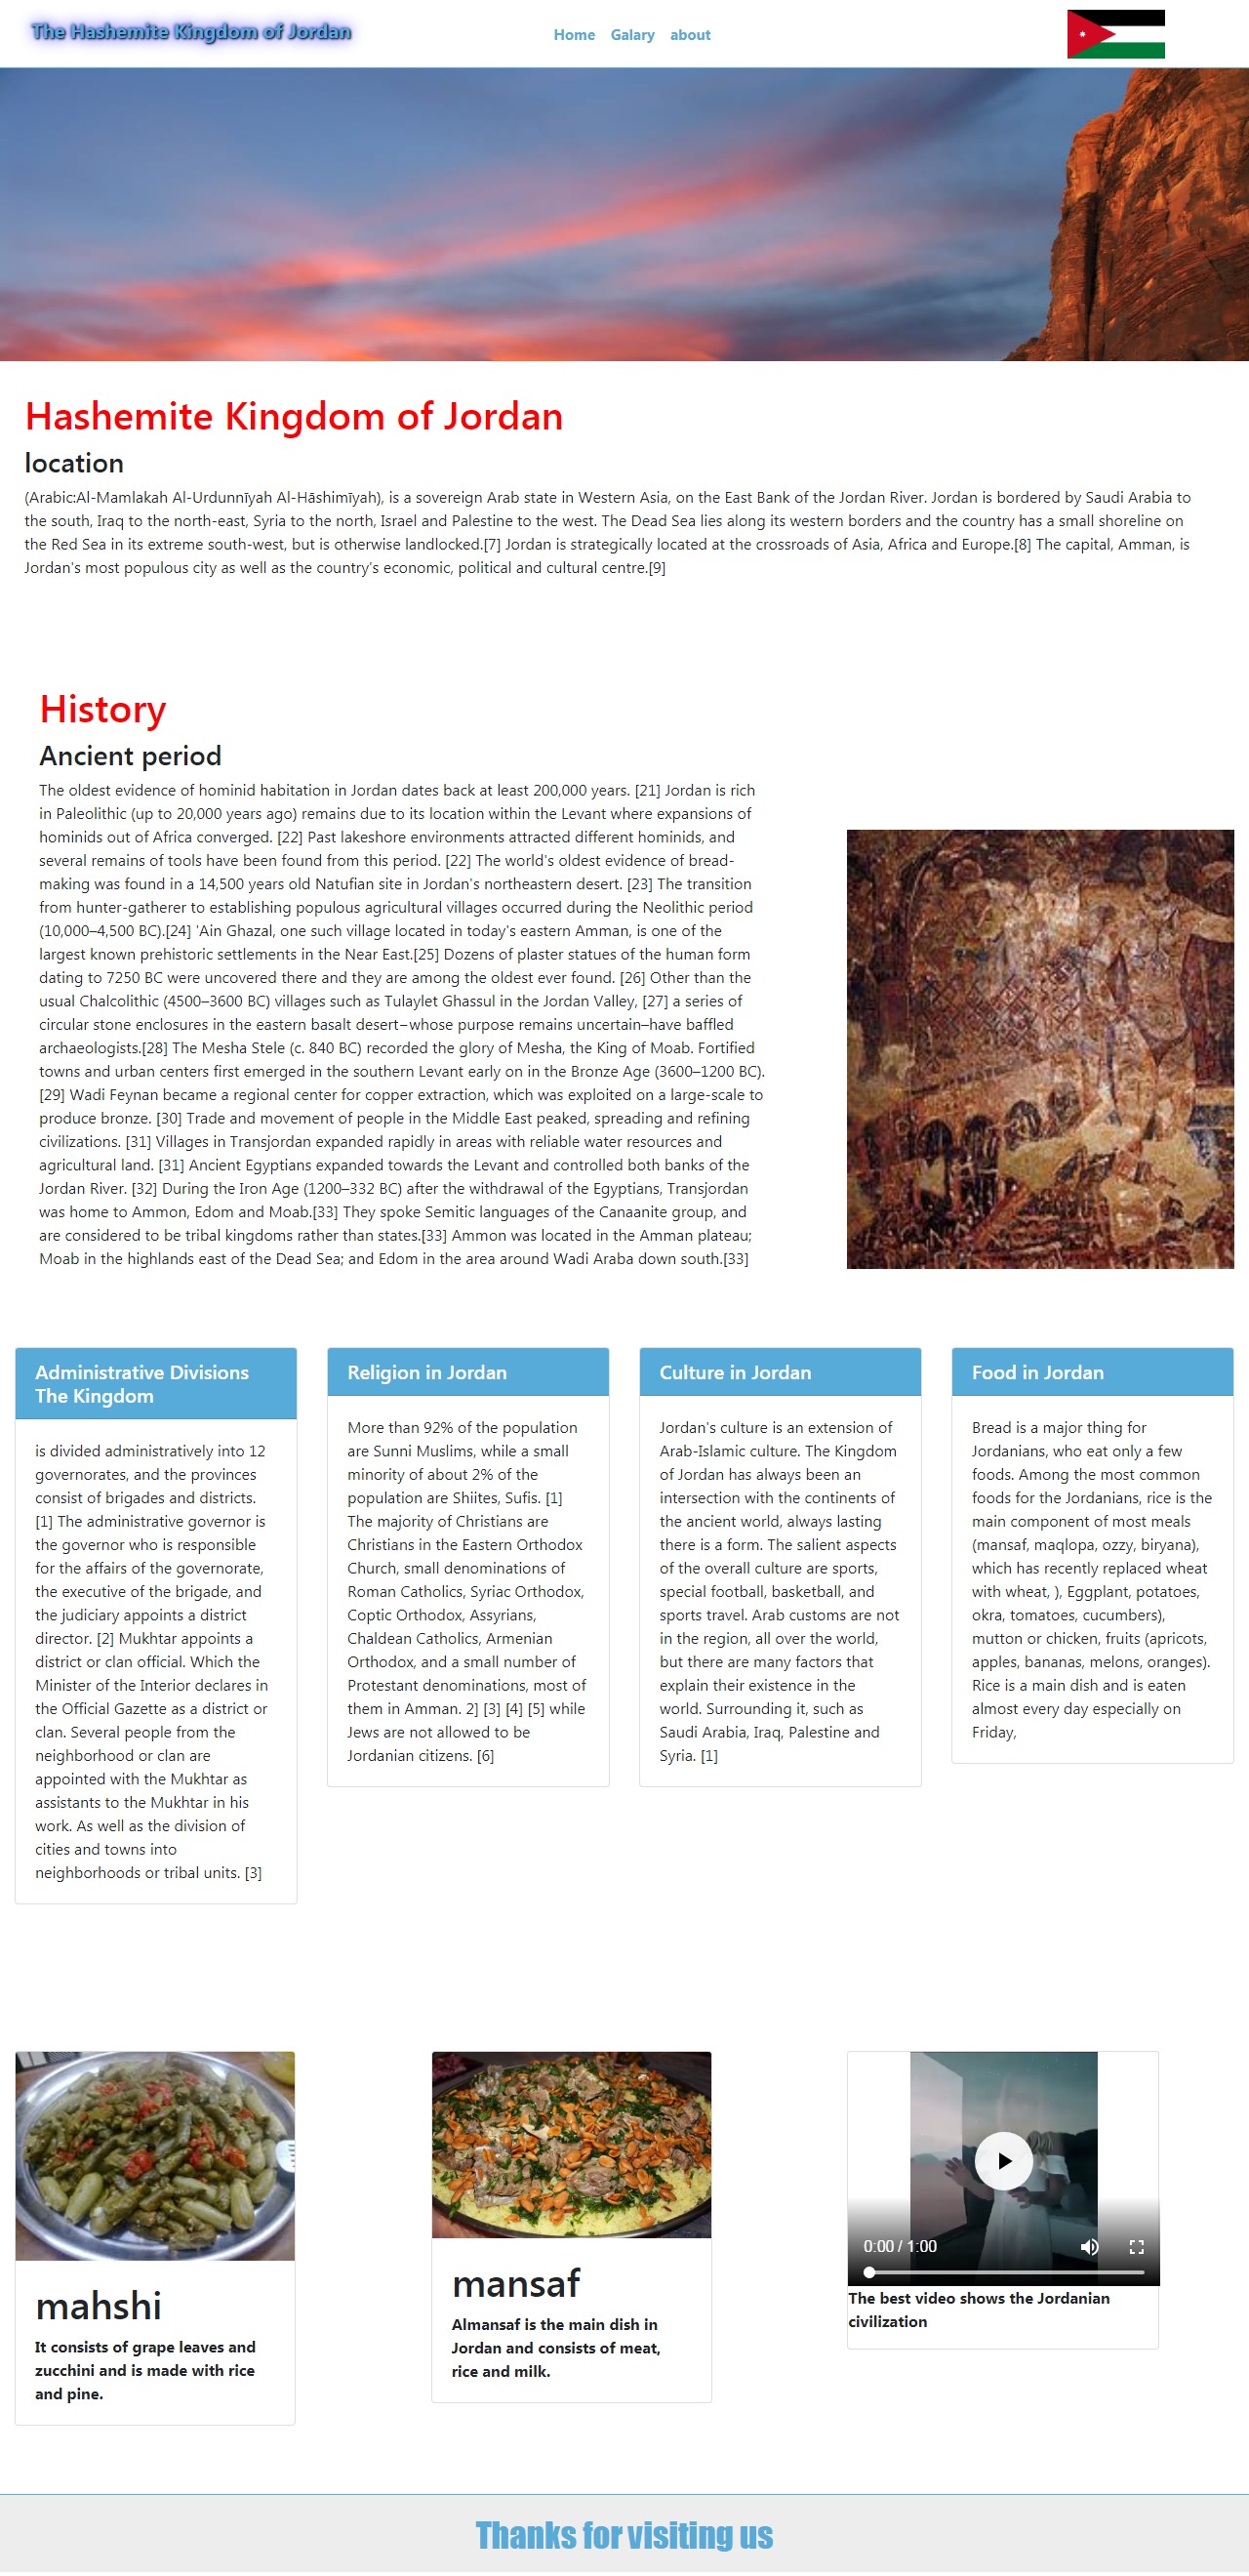 The Hashemite Kingdom of Jordan
Home Galary about
Hashemite Kingdom of Jordan
location
(Arabic:Al-Mamlakah Al-Urdunnīyah Al-Hāshimīyah), is a sovereign Arab state in Western Asia, on the East Bank of the Jordan River. Jordan is bordered by Saudi Arabia to
the south, Iraq to the north-east, Syria to the north, Israel and Palestine to the west. The Dead Sea lies along its western borders and the country has a small shoreline on
the Red Sea in its extreme south-west, but is otherwise landlocked.[7] Jordan is strategically located at the crossroads of Asia, Africa and Europe.[8] The capital, Amman, is
Jordan's most populous city as well as the country's economic, political and cultural centre.[9]
History
Ancient period
The oldest evidence of hominid habitation in Jordan dates back at least 200,000 years. [21] Jordan is rich
in Paleolithic (up to 20,000 years ago) remains due to its location within the Levant where expansions of
hominids out of Africa converged. [22] Past lakeshore environments attracted different hominids, and
several remains of tools have been found from this period. [22] The world's oldest evidence of bread-
making was found in a 14,500 years old Natufian site in Jordan's northeastern desert. [23] The transition
from hunter-gatherer to establishing populous agricultural villages occurred during the Neolithic period
(10,000–4,500 BC).[24] 'Ain Ghazal, one such village located in today's eastern Amman, is one of the
largest known prehistoric settlements in the Near East.[25] Dozens of plaster statues of the human form
dating to 7250 BC were uncovered there and they are among the oldest ever found. [26] Other than the
usual Chalcolithic (4500–3600 BC) villages such as Tulaylet Ghassul in the Jordan Valley, [27] a series of
circular stone enclosures in the eastern basalt desert−whose purpose remains uncertain–have baffled
archaeologists.[28] The Mesha Stele (c. 840 BC) recorded the glory of Mesha, the King of Moab. Fortified
towns and urban centers first emerged in the southern Levant early on in the Bronze Age (3600–1200 BC).
[29] Wadi Feynan became a regional center for copper extraction, which was exploited on a large-scale to
produce bronze. [30] Trade and movement of people in the Middle East peaked, spreading and refining
civilizations. [31] Villages in Transjordan expanded rapidly in areas with reliable water resources and
agricultural land. [31] Ancient Egyptians expanded towards the Levant and controlled both banks of the
Jordan River. [32] During the Iron Age (1200–332 BC) after the withdrawal of the Egyptians, Transjordan
was home to Ammon, Edom and Moab.[33] They spoke Semitic languages of the Canaanite group, and
are considered to be tribal kingdoms rather than states.[33] Ammon was located in the Amman plateau;
Moab in the highlands east of the Dead Sea; and Edom in the area around Wadi Araba down south.[33]
Administrative Divisions
The Kingdom
is divided administratively into 12
governorates, and the provinces
consist of brigades and districts.
[1] The administrative governor is
the governor who is responsible
for the affairs of the governorate,
the executive of the brigade, and
the judiciary appoints a district
director. [2] Mukhtar appoints a
district or clan official. Which the
Minister of the Interior declares in
the Official Gazette as a district or
clan. Several people from the
neighborhood or clan are
appointed with the Mukhtar as
assistants to the Mukhtar in his
work. As well as the division of
cities and towns into
neighborhoods or tribal units. [3]
Religion in Jordan
More than 92% of the population
are Sunni Muslims, while a small
minority of about 2% of the
population are Shiites, Sufis. [1]
The majority of Christians are
Christians in the Eastern Orthodox
Church, small denominations of
Roman Catholics, Syriac Orthodox,
Coptic Orthodox, Assyrians,
Chaldean Catholics, Armenian
Orthodox, and a small number of
Protestant denominations, most of
them in Amman. 2] [3] [4] [5] while
Jews are not allowed to be
Jordanian citizens. [6]
Culture in Jordan
Jordan's culture is an extension of
Arab-Islamic culture. The Kingdom
of Jordan has always been an
intersection with the continents of
the ancient world, always lasting
there is a form. The salient aspects
of the overall culture are sports,
special football, basketball, and
sports travel. Arab customs are not
in the region, all over the world,
but there are many factors that
explain their existence in the
world. Surrounding it, such as
Saudi Arabia, Iraq, Palestine and
Syria. [1]
Food in Jordan
Bread is a major thing for
Jordanians, who eat only a few
foods. Among the most common
foods for the Jordanians, rice is the
main component of most meals
(mansaf, maqlopa, ozzy, biryana),
which has recently replaced wheat
with wheat, ), Eggplant, potatoes,
okra, tomatoes, cucumbers),
mutton or chicken, fruits (apricots,
apples, bananas, melons, oranges).
Rice is a main dish and is eaten
almost every day especially on
Friday,
mahshi
It consists of grape leaves and
zucchini and is made with rice
and pine.
mansaf
Almansaf is the main dish in
Jordan and consists of meat,
rice and milk.
0:00 / 1:00
The best video shows the Jordanian
civilization
Thanks for visiting us